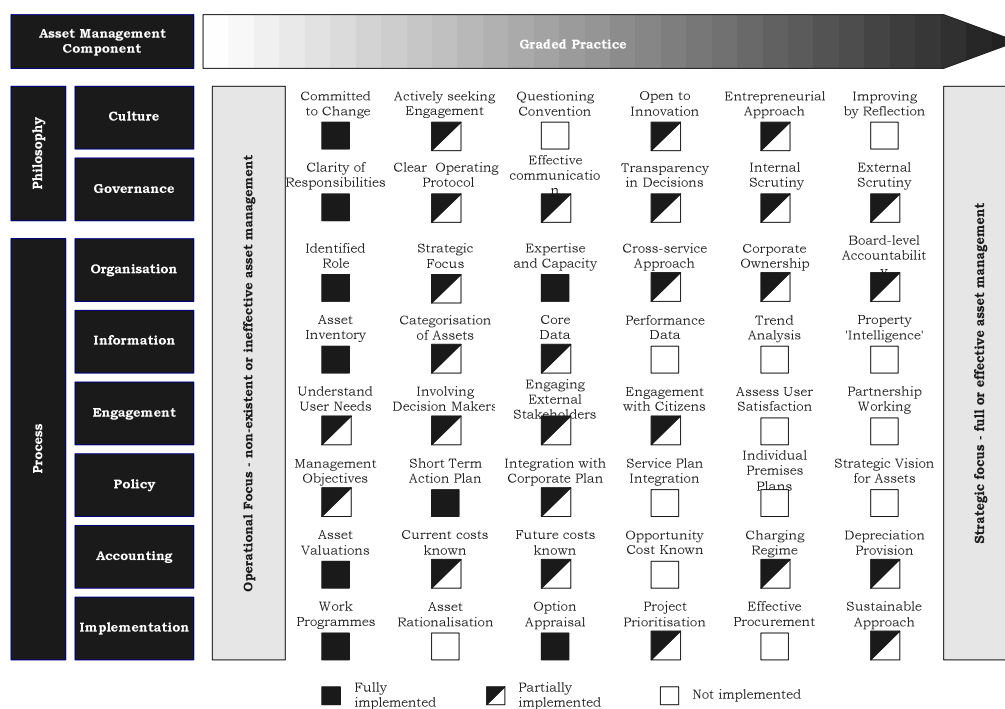 Asset Management
Component
Graded Practice
Philosophy
Process
Operational Focus - non-existent or ineffective asset management
Strategic focus - full or effective asset management
Culture
Committed
to Change
Actively seeking
Engagement
Questioning
Convention
Open to
Innovation
Entrepreneurial
Approach
Improving
by Reflection
Governance
Clarity of
Responsibilities
Clear Operating
Protocol
Effective
communicatio
n
Transparency
in Decisions
Internal
Scrutiny
External
Scrutiny
Organisation
Identified
Role
Strategic
Focus
Expertise
and Capacity
Cross-service
Approach
Corporate
Ownership
Board-level
Accountabilit
y
Information
Asset
Inventory
Categorisation
of Assets
Core
Data
Performance
Data
Trend
Analysis
Property
'Intelligence'
Engagement
Understand
User Needs
Involving
Decision Makers
Engaging
External
Stakeholders
Engagement
with Citizens
Assess User
Satisfaction
Partnership
Working
Policy
Management
Objectives
Short Term
Action Plan
Integration with
Corporate Plan
Service Plan
Integration
Individual
Premises
Plans
Strategic Vision
for Assets
Accounting
Asset
Valuations
Current costs
known
Future costs
known
Opportunity
Cost Known
Charging
Regime
Depreciation
Provision
Implementation
Work
Programmes
Asset
Rationalisation
Option
Appraisal
Project
Prioritisation
Effective
Procurement
Sustainable
Approach
Fully
implemented
Partially
implemented
Not implemented